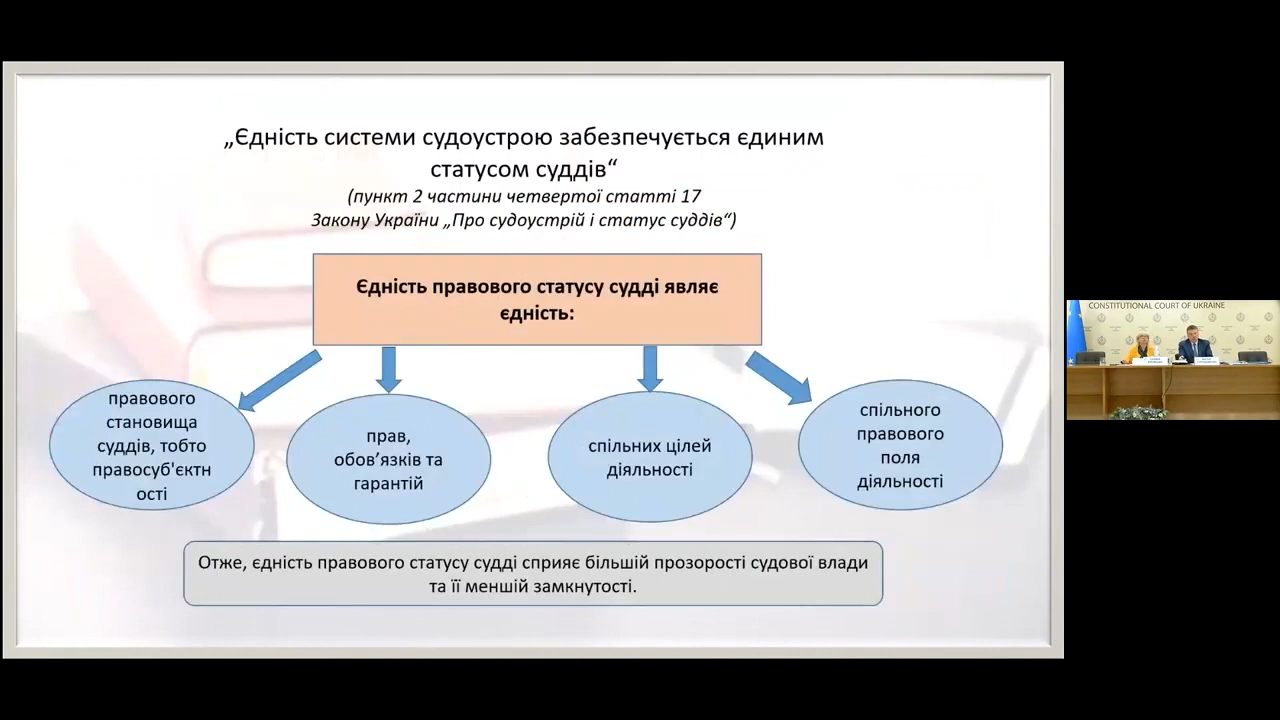 „Єдність системи судоустрою забезпечується єдиним
статусом суддів“
(пункт 2 частини четвертої статті 17
Закону України „Про судоустрій і статус суддів“)
Єдність правового статусу судді являє
єдність:
правового
становища
суддів, тобто
правосуб'єктн
ості
прав,
обов’язків та
гарантій
спільних цілей
діяльності
спільного
правового
поля
діяльності
Отже, єдність правового статусу судді сприяє більшій прозорості судової влади
та її меншій замкнутості.
CONSTITUTIONAL COURT OF UKRAINE